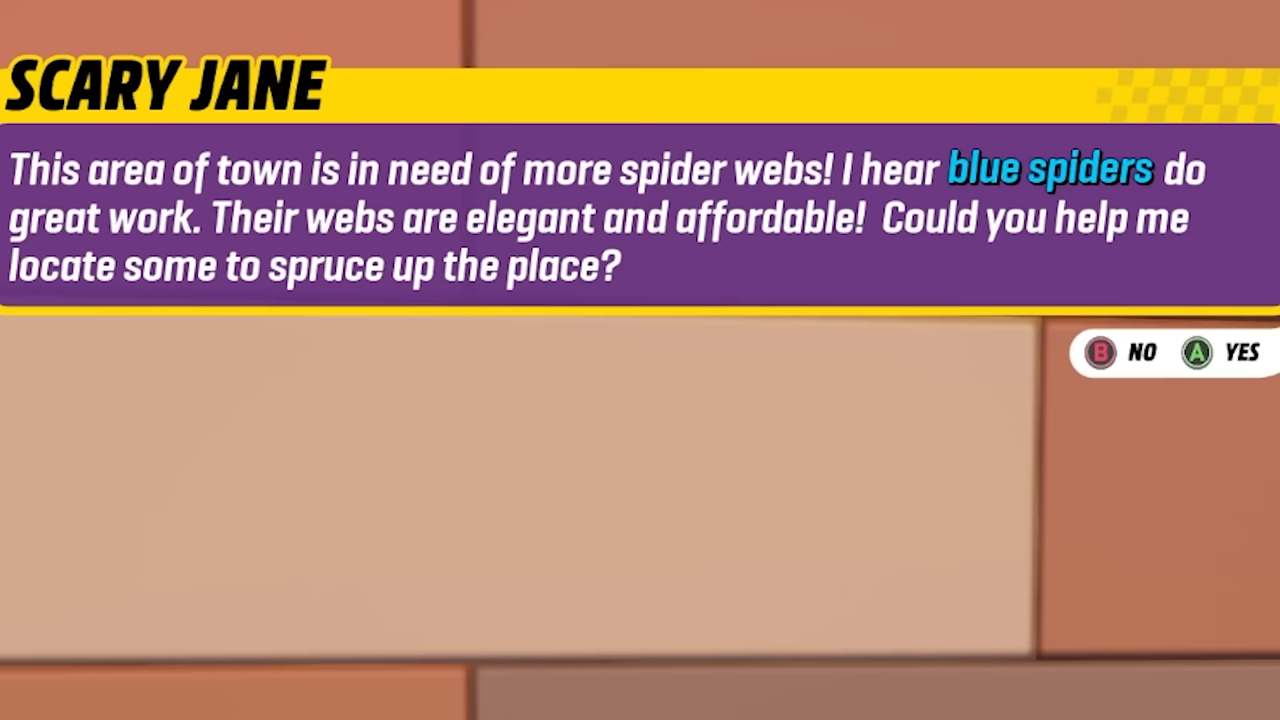 SCARY JANE
This area of town is in need of more spider webs! I hear blue spiders do
great work. Their webs are elegant and affordable!  Could you help me
locate some to spruce up the place?
B NO A YES